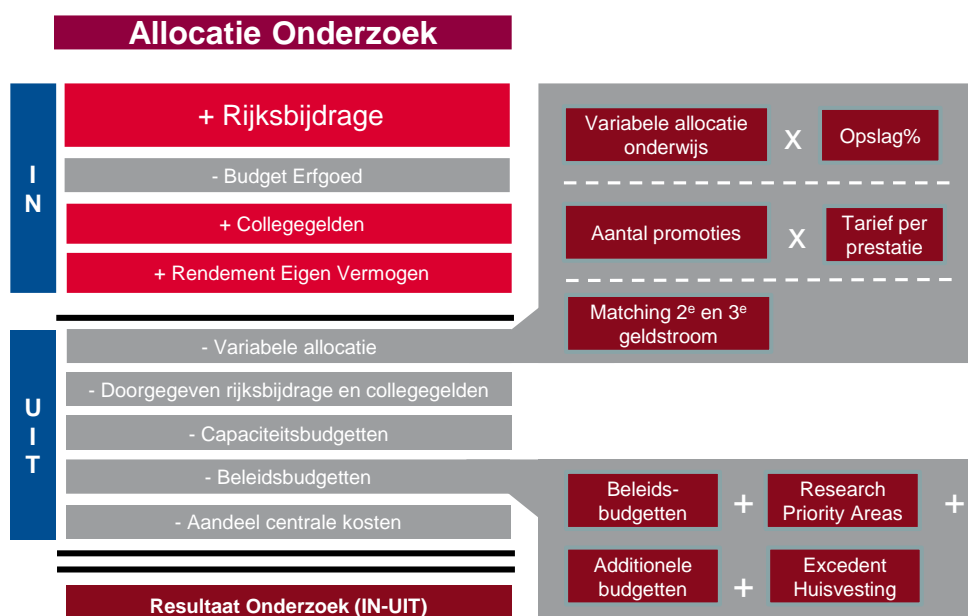 Allocatie Onderzoek
I
N
+ Rijksbijdrage
- Budget Erfgoed
+ Collegegelden
+ Rendement Eigen Vermogen
U
I
T
- Variabele allocatie
- Doorgegeven rijksbijdrage en collegegelden
- Capaciteitsbudgetten
- Beleidsbudgetten
- Aandeel centrale kosten
Resultaat Onderzoek (IN-UIT)
Variabele allocatie
onderwijs
X
Opslag%
Aantal promoties
X
Tarief per
prestatie
Matching 2e en 3e
geldstroom
Beleids-
budgetten
+
Research
Priority Areas
+
Additionele
budgetten
+
Excedent
Huisvesting